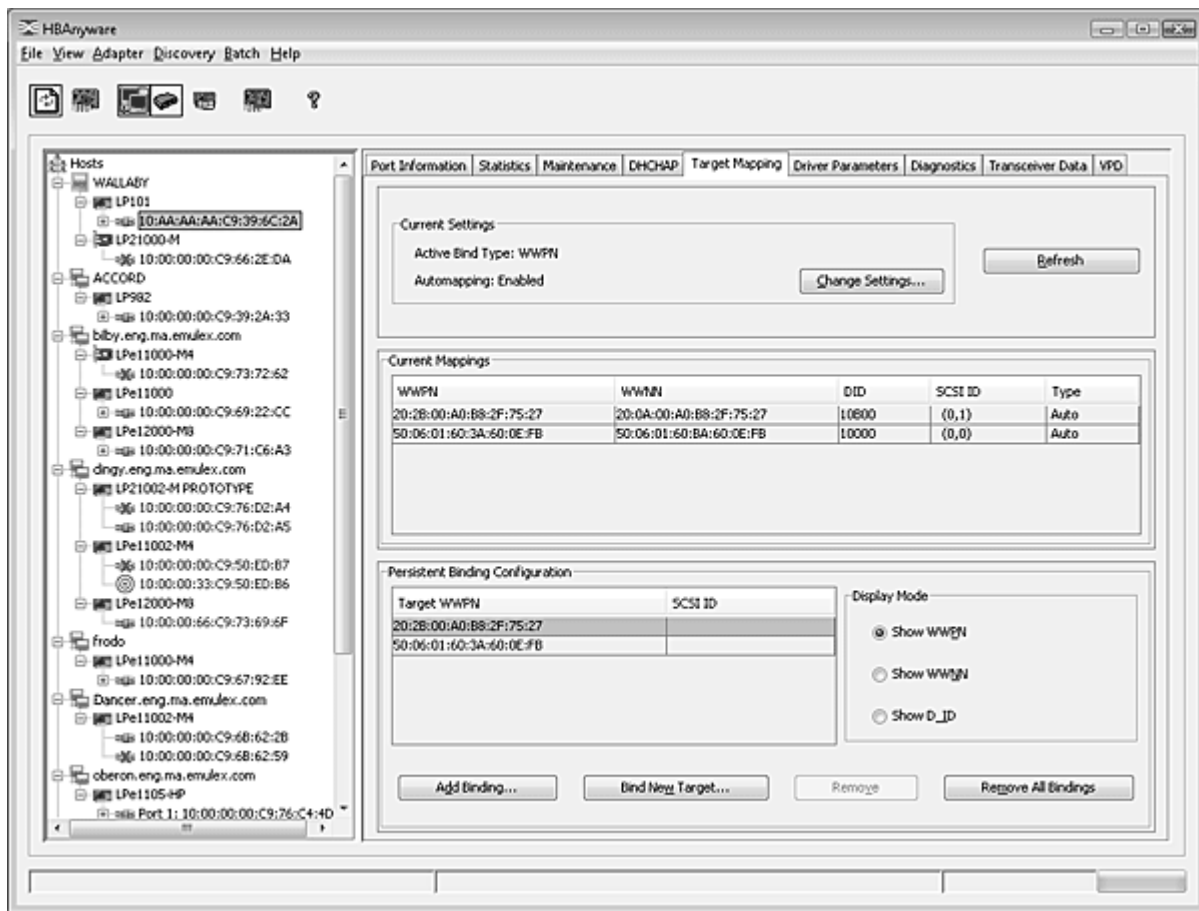 HBAnyware
File View Adapter Discovery Batch Help
Hosts
WALLABY
LP101
10:AA:AA:AA:C9:39:6C:2A
LP21000-M
10:00:00:00:C9:66:2E:DA
ACCORD
LP982
10:00:00:00:C9:39:2A:33
bilby.eng.ma.emulex.com
LPe11000-M4
10:00:00:00:C9:73:72:62
LPe11000
10:00:00:00:C9:69:22:CC
LPe12000-M8
10:00:00:00:C9:71:C6:A3
dingy.eng.ma.emulex.com
LP21002-M PROTOTYPE
10:00:00:00:C9:76:D2:A4
10:00:00:00:C9:76:D2:A5
LPe11002-M4
10:00:00:00:C9:50:ED:B7
10:00:00:33:C9:50:ED:B6
LPe12000-M8
10:00:00:66:C9:73:69:6F
frodo
LPe11000-M4
10:00:00:00:C9:67:92:EE
Dancer.eng.ma.emulex.com
LPe11002-M4
10:00:00:00:C9:6B:62:2B
10:00:00:00:C9:6B:62:59
oberon.eng.ma.emulex.com
LPe1105-HP
Port 1: 10:00:00:00:C9:76:C4:4D
Port Information Statistics Maintenance DHCHAP Target Mapping Driver Parameters Diagnostics Transceiver Data VPD
Current Settings
Active Bind Type: WWPN
Automapping: Enabled
Change Settings...
Refresh
Current Mappings
WWPN WWNN DID SCSI ID Type
20:2B:00:A0:B8:2F:75:27 20:0A:00:A0:B8:2F:75:27 10800 (0,1) Auto
50:06:01:60:3A:60:0E:FB 50:06:01:60:BA:60:0E:FB 10000 (0,0) Auto
Persistent Binding Configuration
Target WWPN SCSI ID
20:2B:00:A0:B8:2F:75:27
50:06:01:60:3A:60:0E:FB
Display Mode
Show WWPN
Show WWNN
Show D_ID
Add Binding... Bind New Target... Remove Remove All Bindings